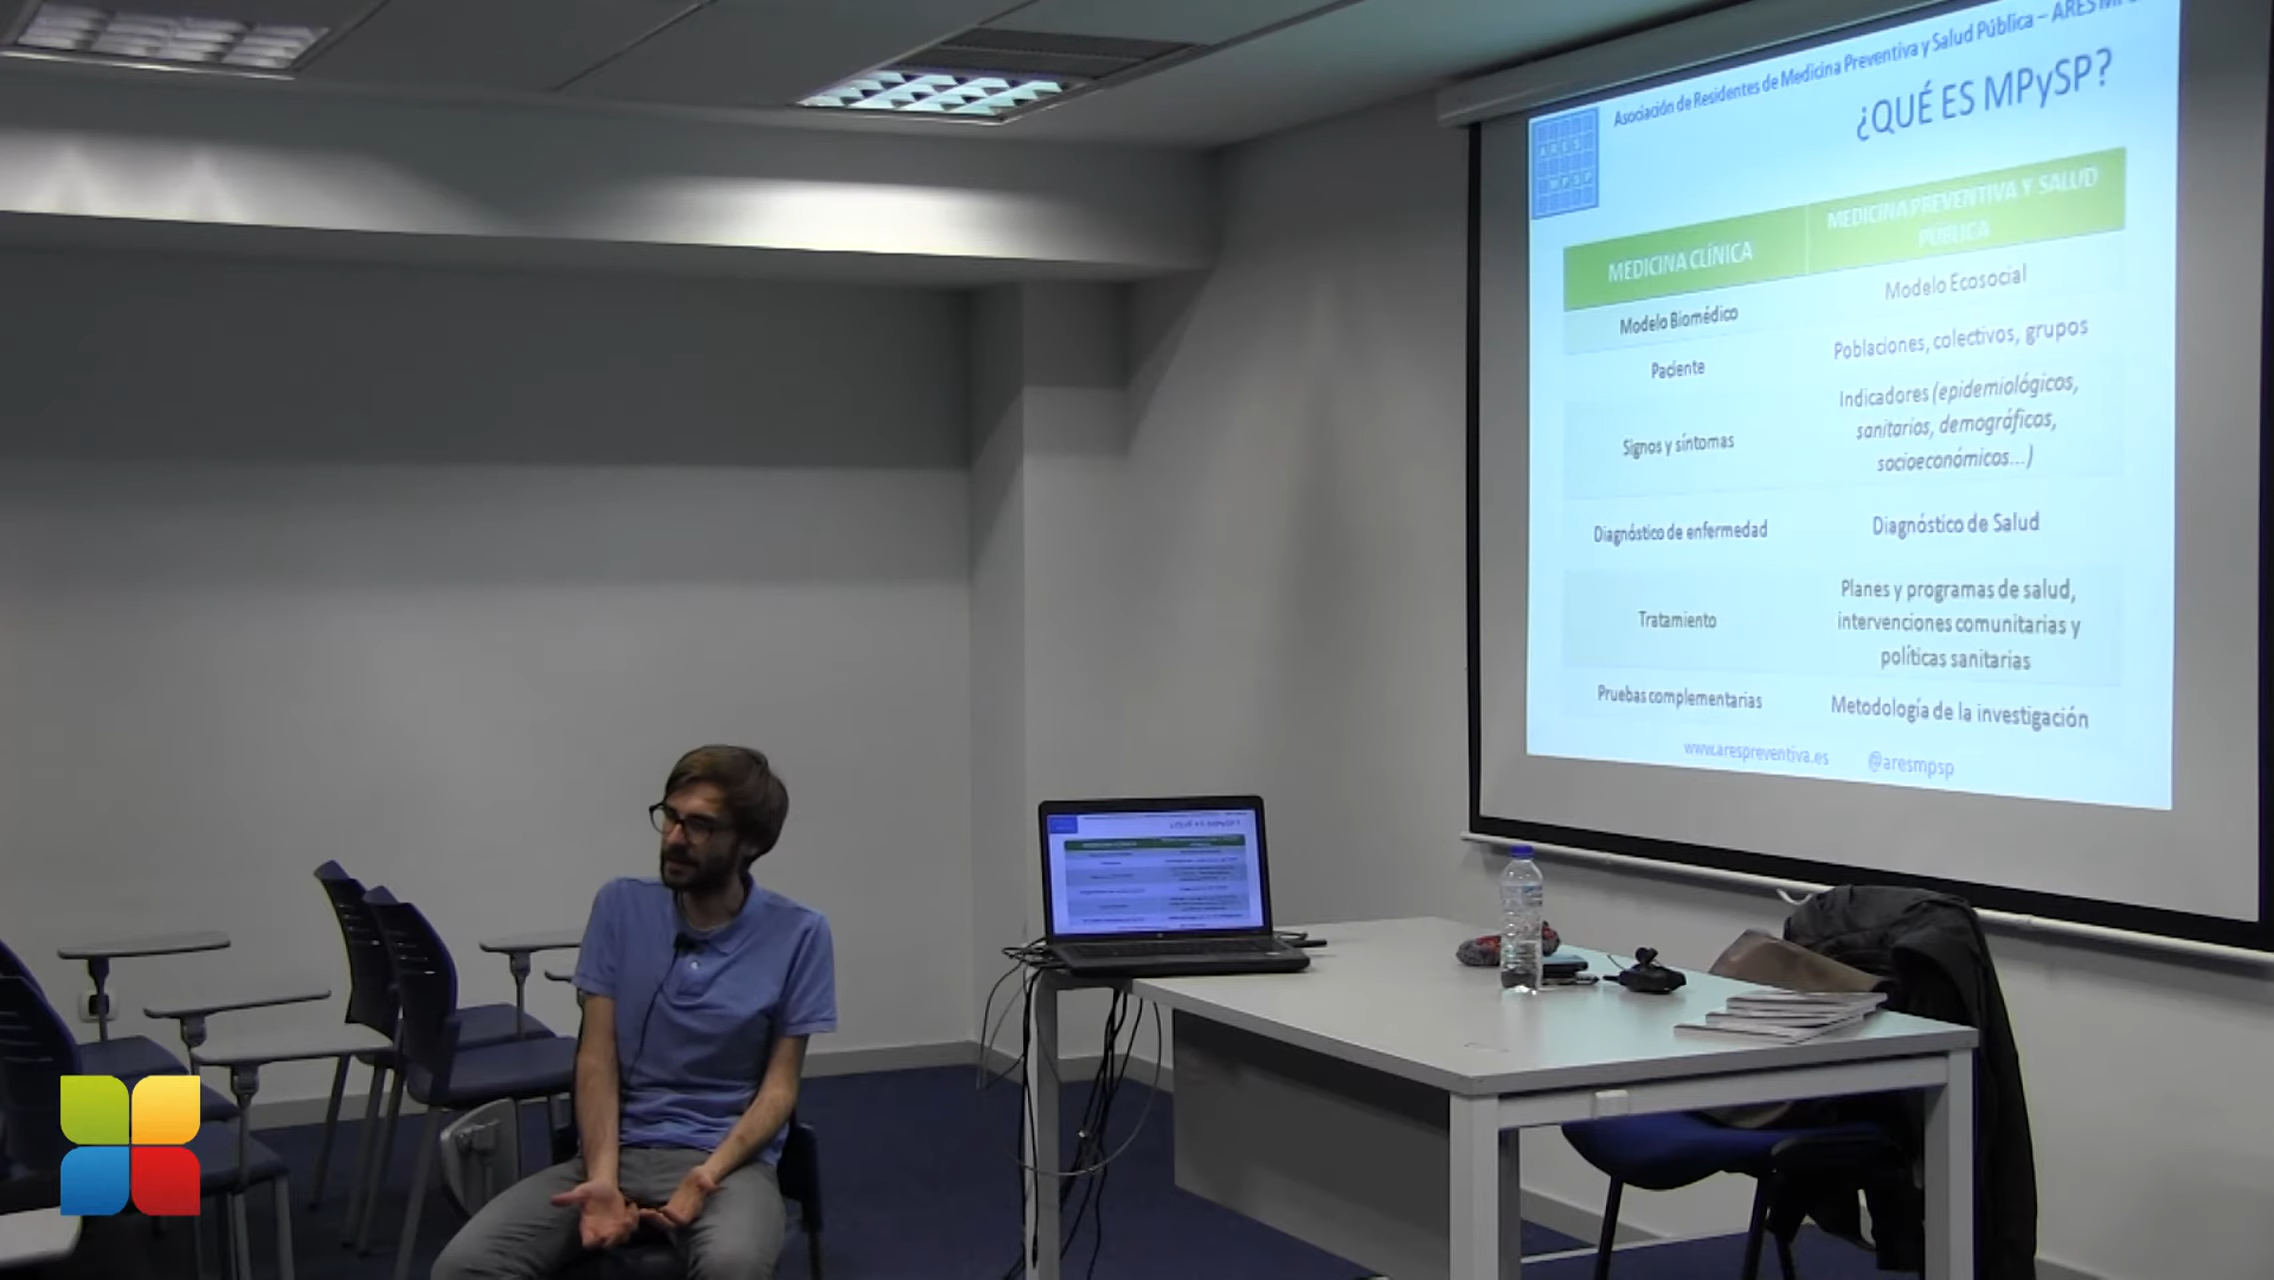 Asociación de Residentes de Medicina Preventiva y Salud Pública – ARES
¿QUÉ ES MPySP?
ARES
MPSP
MEDICINA CLÍNICA
MEDICINA PREVENTIVA Y SALUD
PÚBLICA
Modelo Biomédico
Modelo Ecosocial
Paciente
Poblaciones, colectivos, grupos
Signos y síntomas
Indicadores (epidemiológicos,
sanitarios, demográficos,
socioeconómicos...)
Diagnóstico de enfermedad
Diagnóstico de Salud
Tratamiento
Planes y programas de salud,
intervenciones comunitarias y
políticas sanitarias
Pruebas complementarias
Metodología de la investigación
www.arespreventiva.es
@aresmpsp